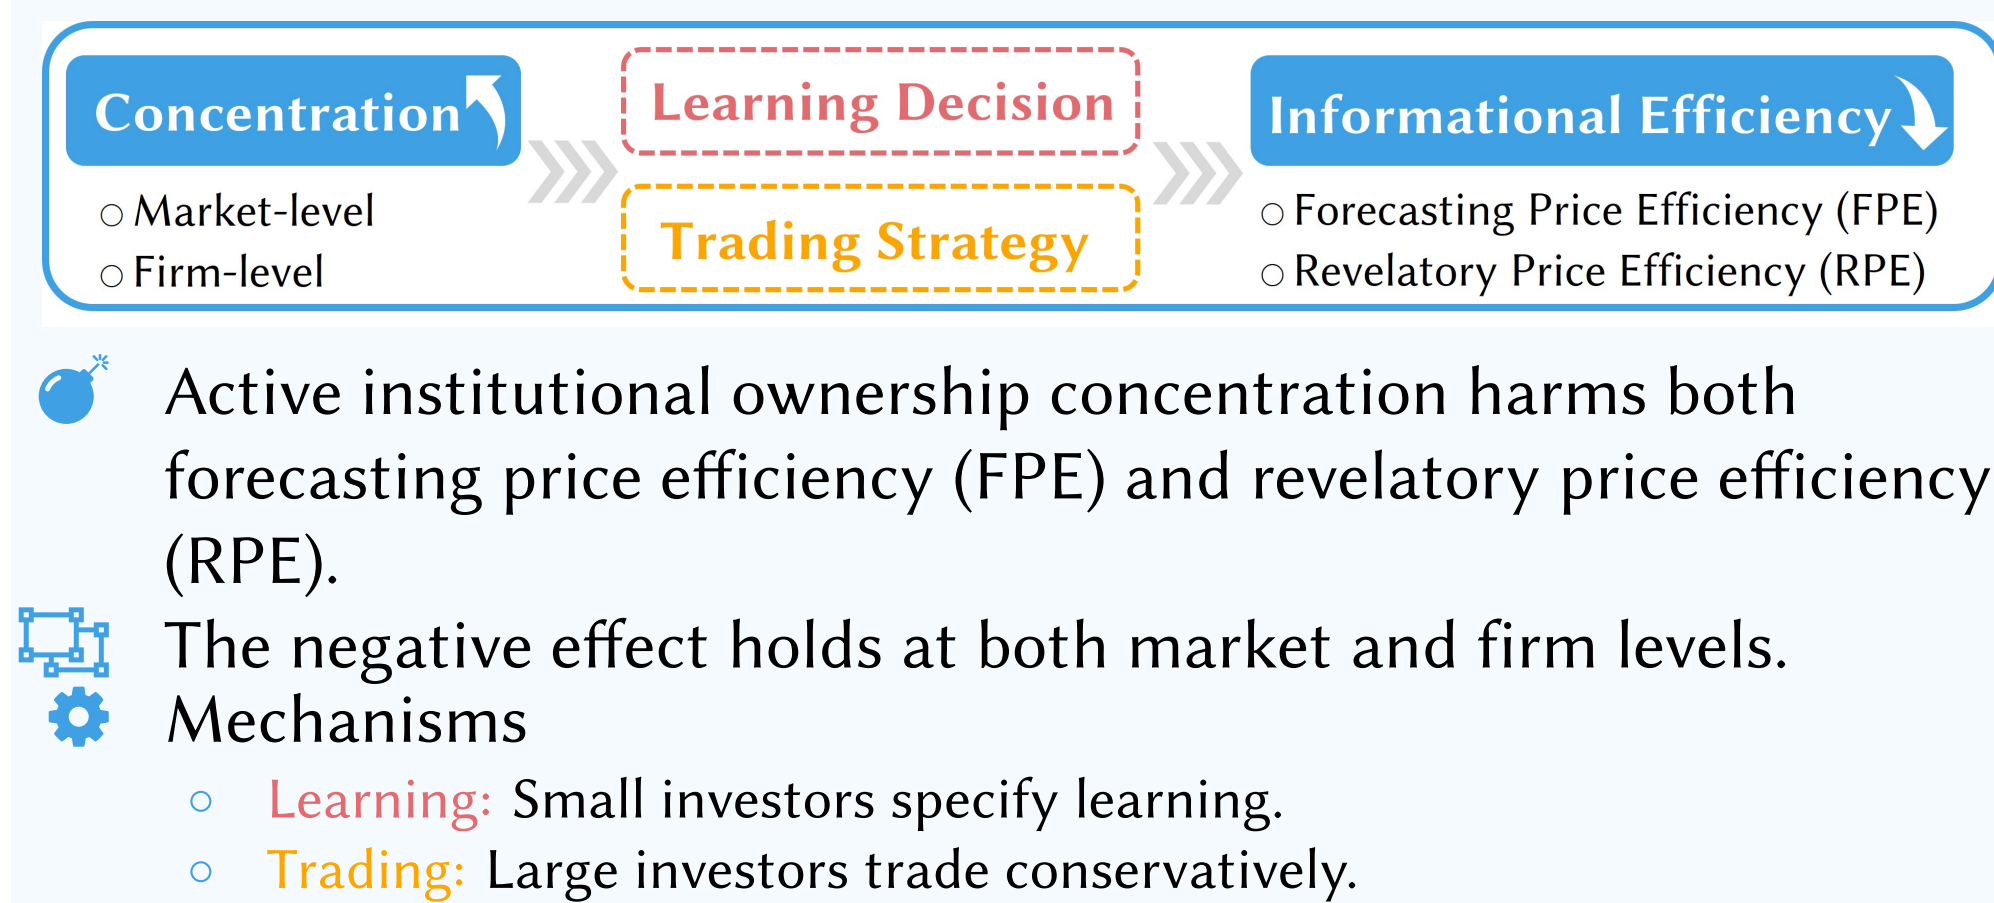 Concentration
○ Market-level
○ Firm-level
Learning Decision
Trading Strategy
Informational Efficiency
○ Forecasting Price Efficiency (FPE)
○ Revelatory Price Efficiency (RPE)
Active institutional ownership concentration harms both
forecasting price efficiency (FPE) and revelatory price efficiency
(RPE).
The negative effect holds at both market and firm levels.
Mechanisms
○ Learning: Small investors specify learning.
○ Trading: Large investors trade conservatively.